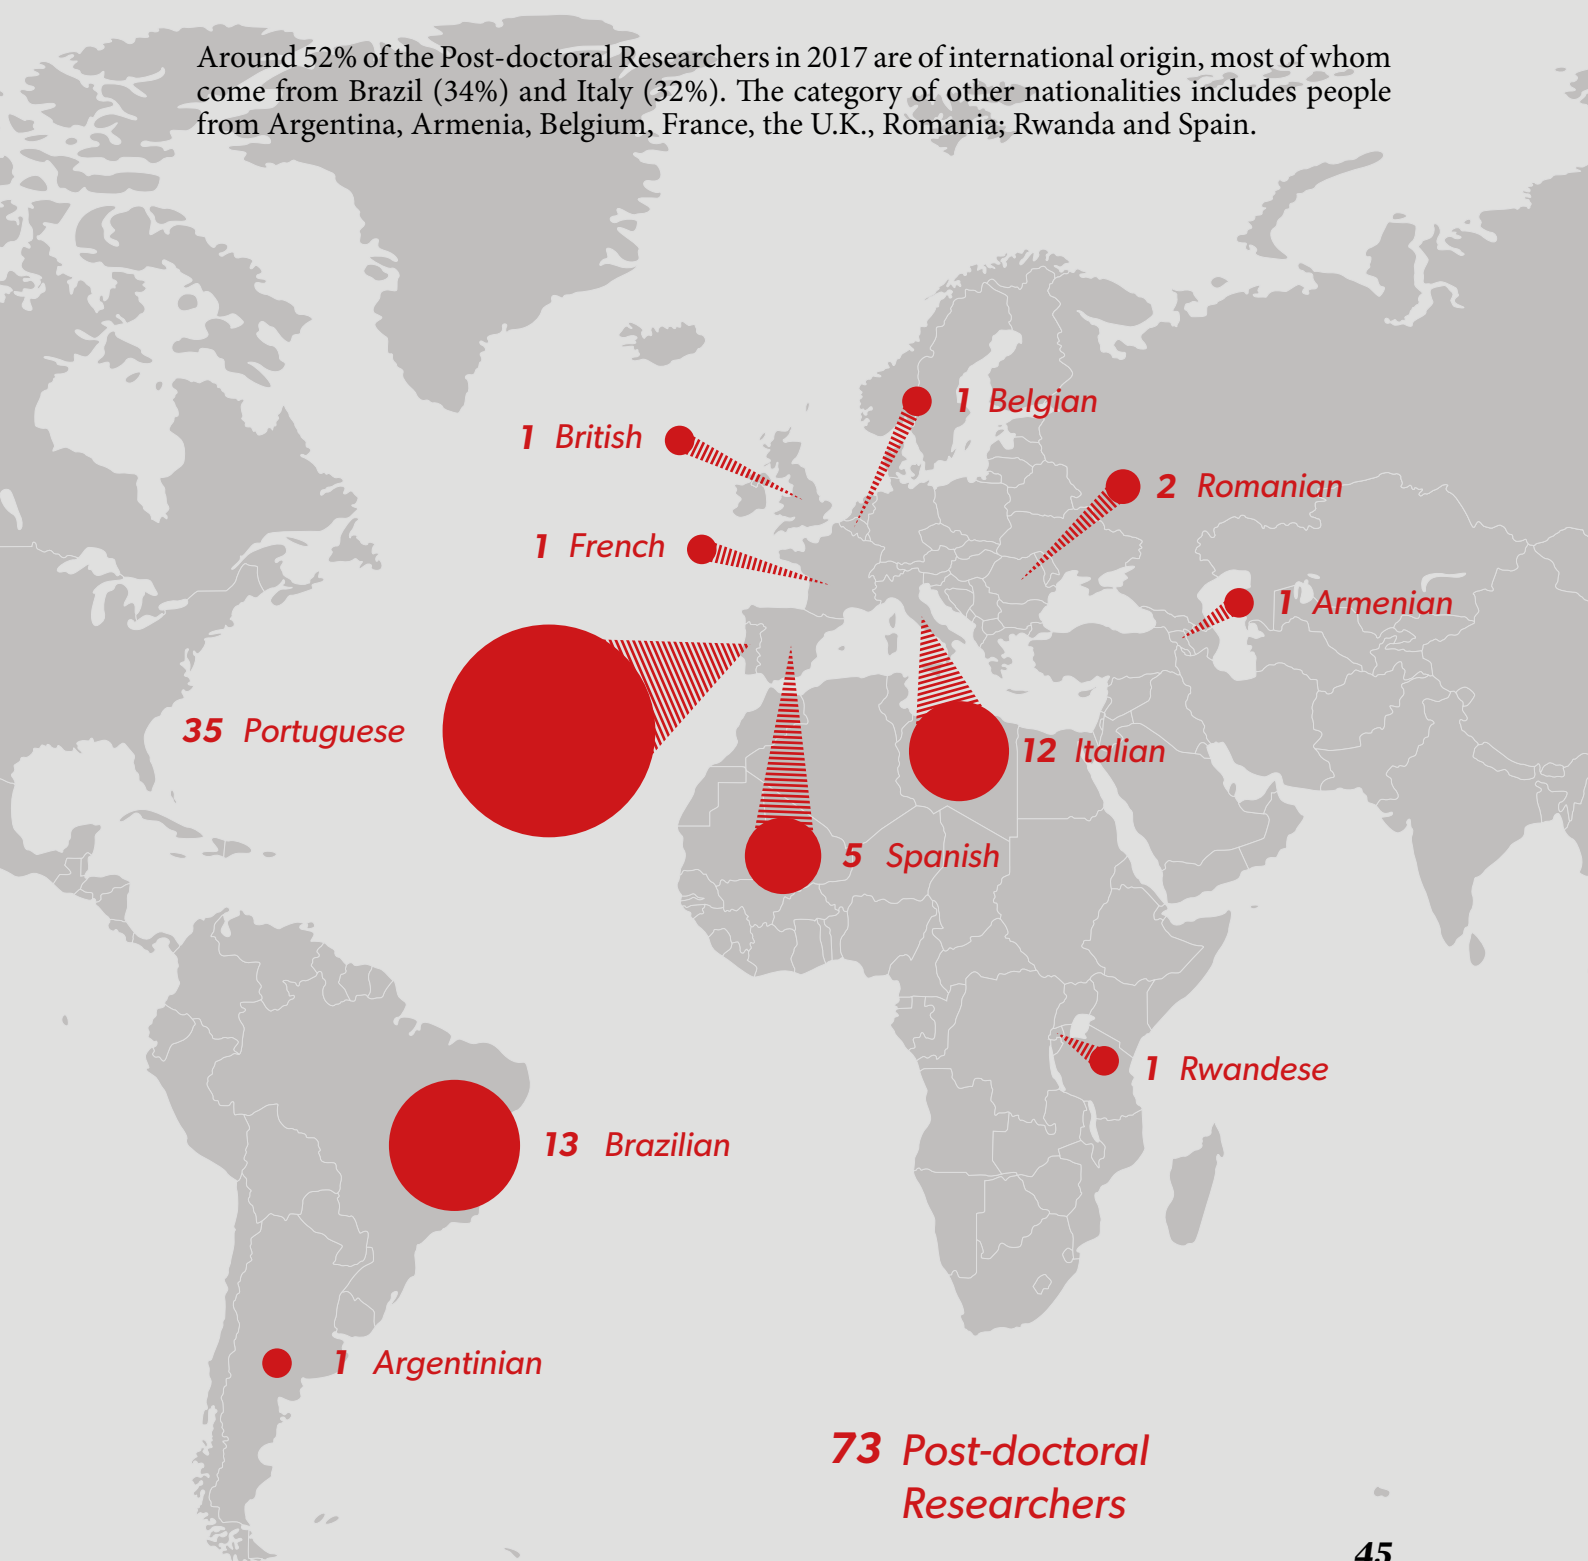 Around 52% of the Post-doctoral Researchers in 2017 are of international origin, most of whom
come from Brazil (34%) and Italy (32%). The category of other nationalities includes people
from Argentina, Armenia, Belgium, France, the U.K., Romania; Rwanda and Spain.
1 Belgian
1 British
2 Romanian
1 French
1 Armenian
35 Portuguese
12 Italian
5 Spanish
1 Rwandese
13 Brazilian
1 Argentinian
73 Post-doctoral
Researchers
45